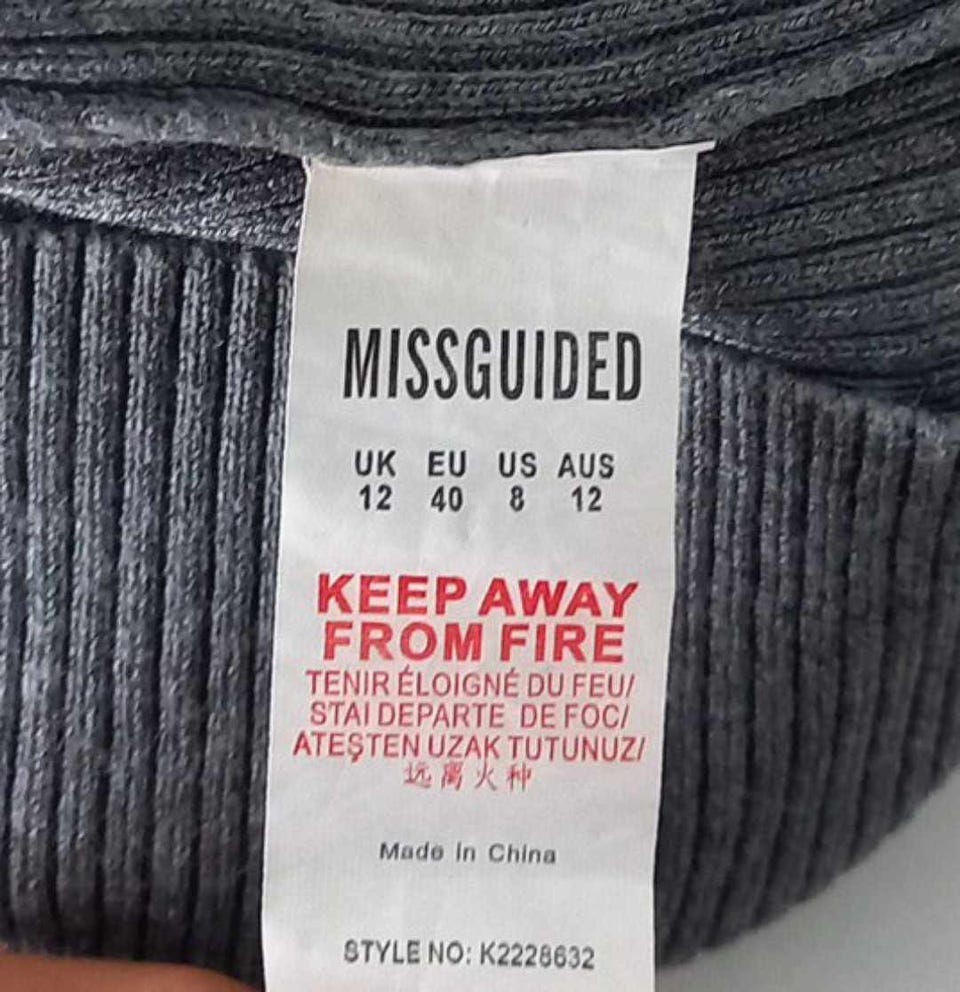 MISSGUIDED
UK EU US AUS
12 40 8 12
KEEP AWAY
FROM FIRE
TENIR ÉLOIGNÉ DU FEU/
STAI DEPARTE DE FOC/
ATEŞTEN UZAK TUTUNUZ/
远离火种
Made In China
STYLE NO: K2228632